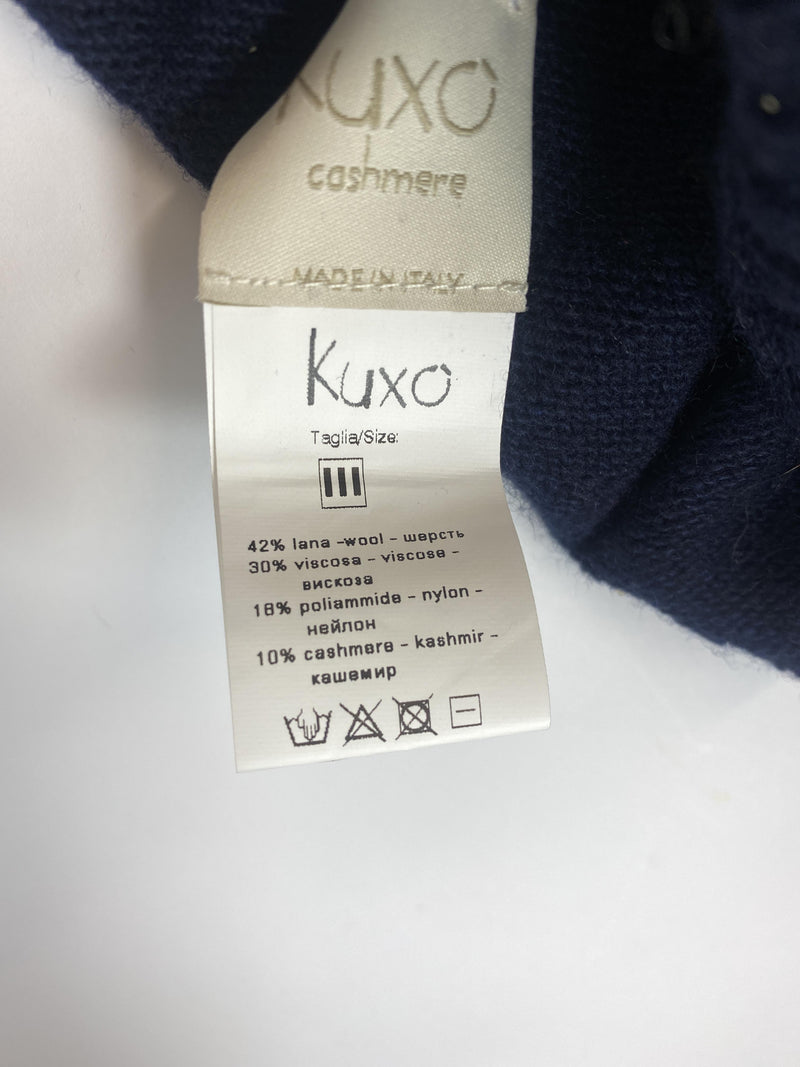 Kuxo
cashmere
MADE IN ITALY
Kuxo
Taglia/Size:
III
42% lana -wool - шерсть
30% viscosa - viscose -
вискоза
18% poliammide - nylon -
нейлон
10% cashmere - kashmir -
кашемир